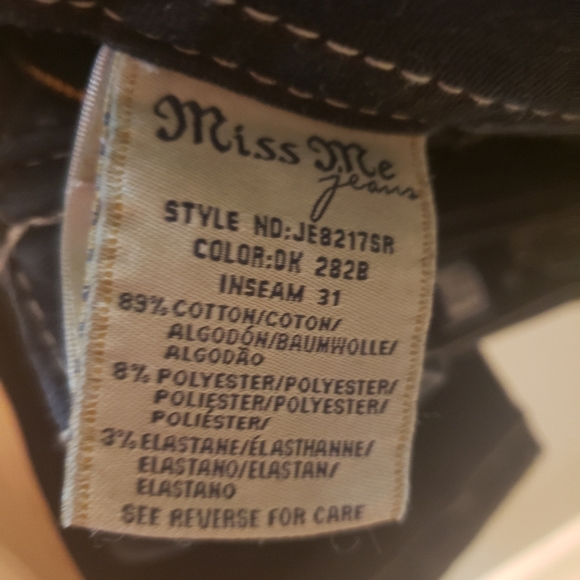 Miss Me
jeans
STYLE NO:JE8217SR
COLOR:DK 282B
INSEAM 31
89% COTTON/COTON/
ALGODÓN/BAUMWOLLE/
ALGODÃO
8% POLYESTER/POLYESTER/
POLIÉSTER/POLYESTER/
POLIÉSTER/
3% ELASTANE/ÉLASTHANNE/
ELASTANO/ELASTAN/
ELASTANO
SEE REVERSE FOR CARE